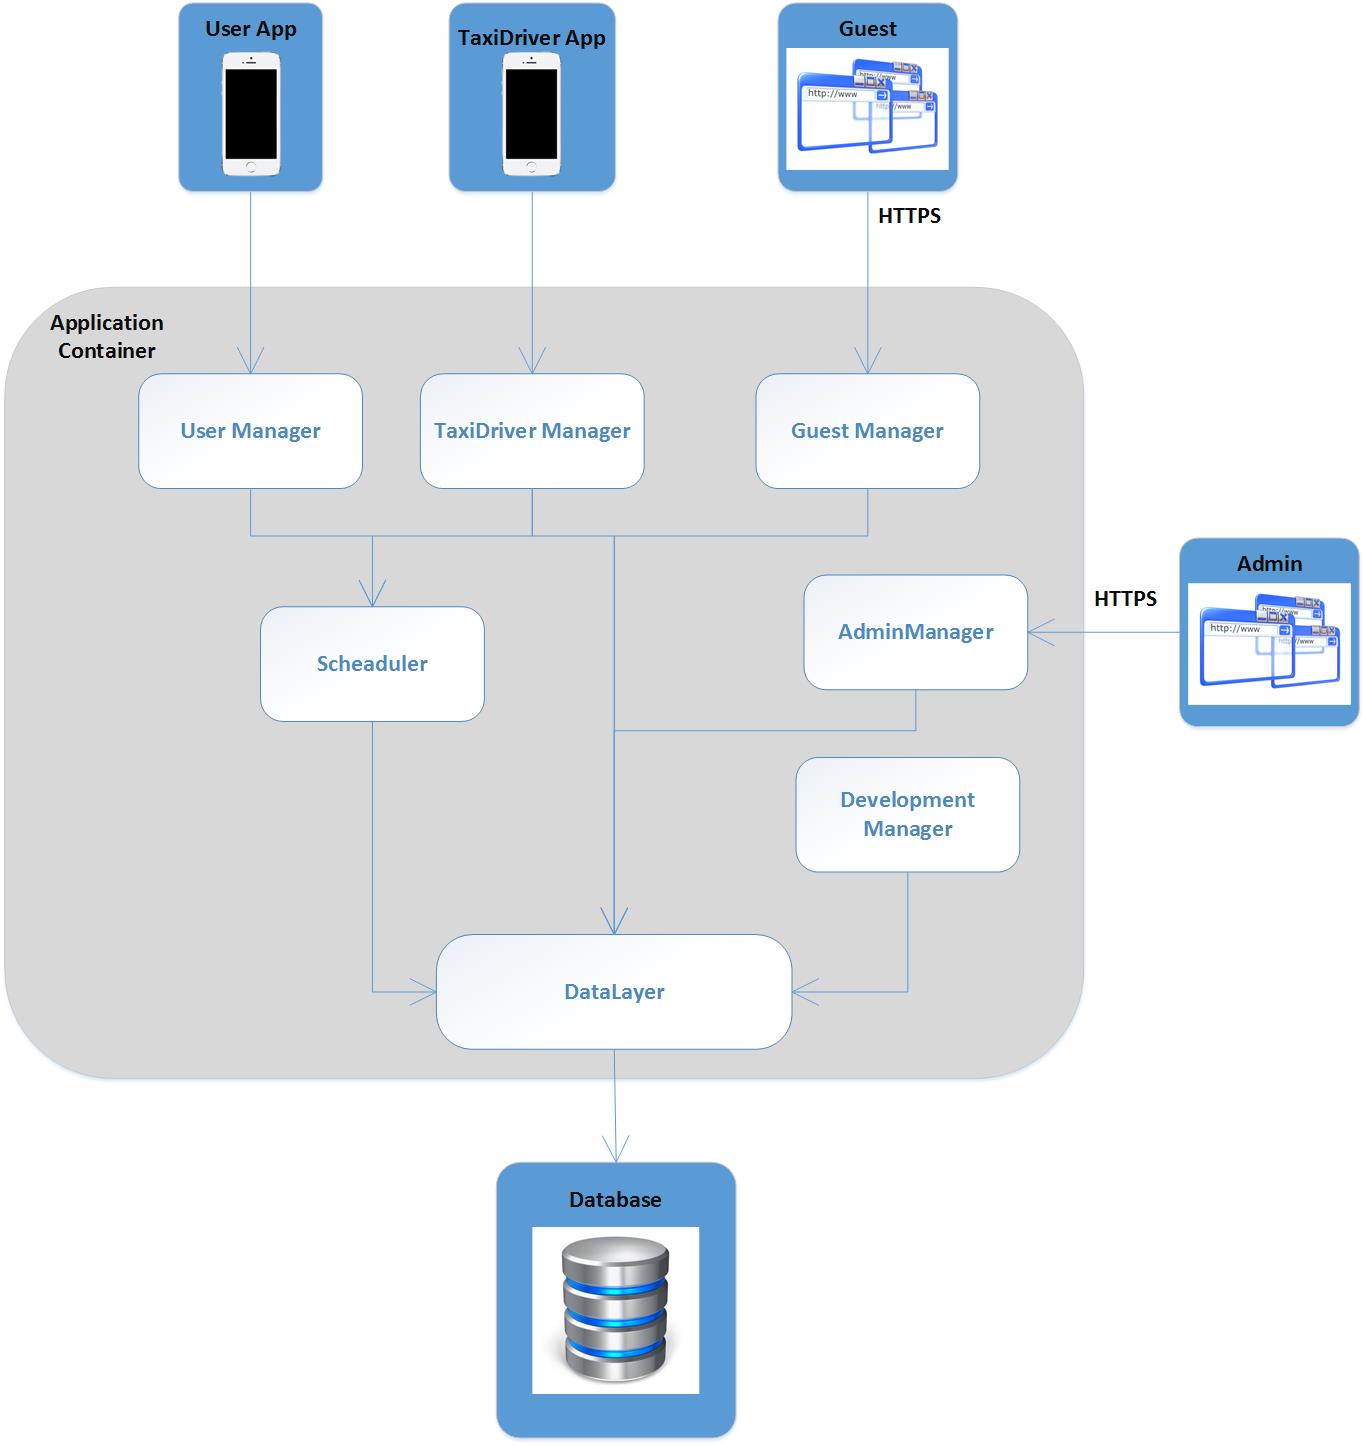 User App
TaxiDriver App
Guest
http://www
http://www
http://www
HTTPS
Application
Container
User Manager
TaxiDriver Manager
Guest Manager
Admin
http://www
http://www
http://www
HTTPS
AdminManager
Scheaduler
Development
Manager
DataLayer
Database